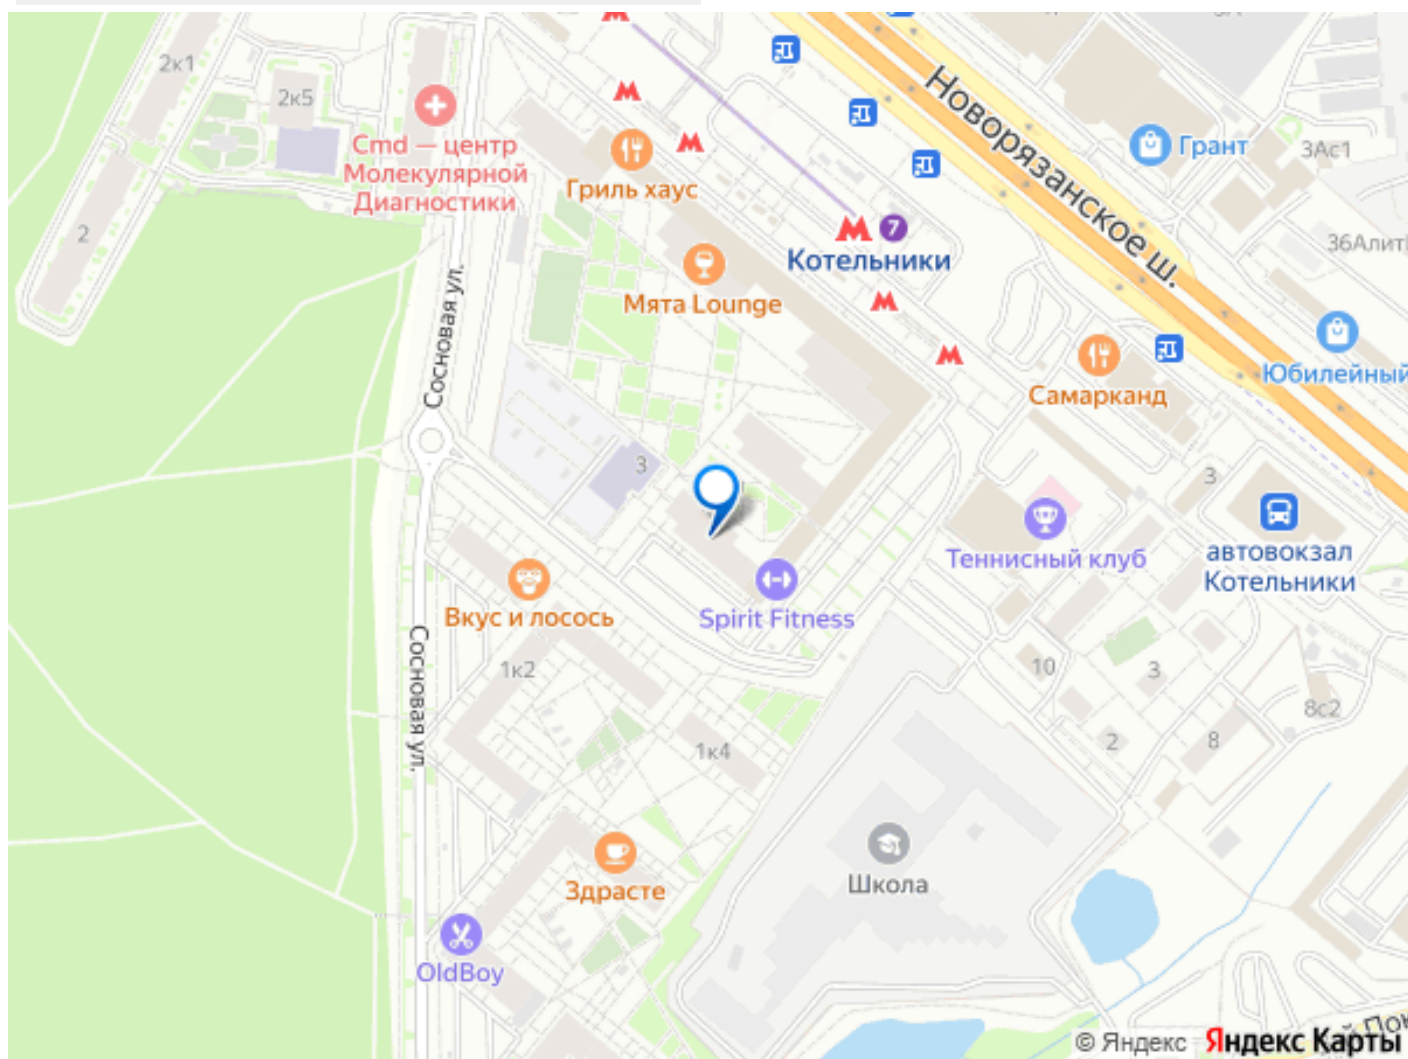 2к1
2к5
Cmd — центр
Молекулярной
Диагностики
2
Гриль хаус
Мята Lounge
7
Котельники
Новорязанское ш.
Грант
3Ас1
Юбилейный
Самарканд
Сосновая ул.
3
3
Теннисный клуб
автовокзал
Котельники
Вкус и лосось
Spirit Fitness
1к2
Сосновая ул.
10
3
8с2
2
8
1к4
Школа
Здрасте
OldBoy
© Яндекс Яндекс Карты